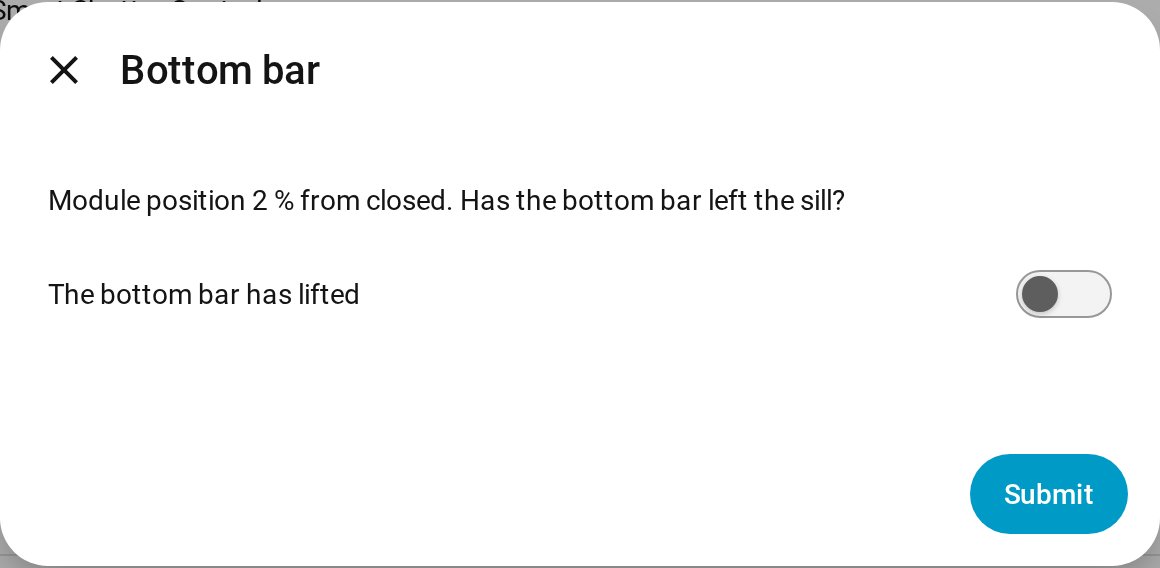 Bottom bar
Module position 2 % from closed. Has the bottom bar left the sill?
The bottom bar has lifted
Submit